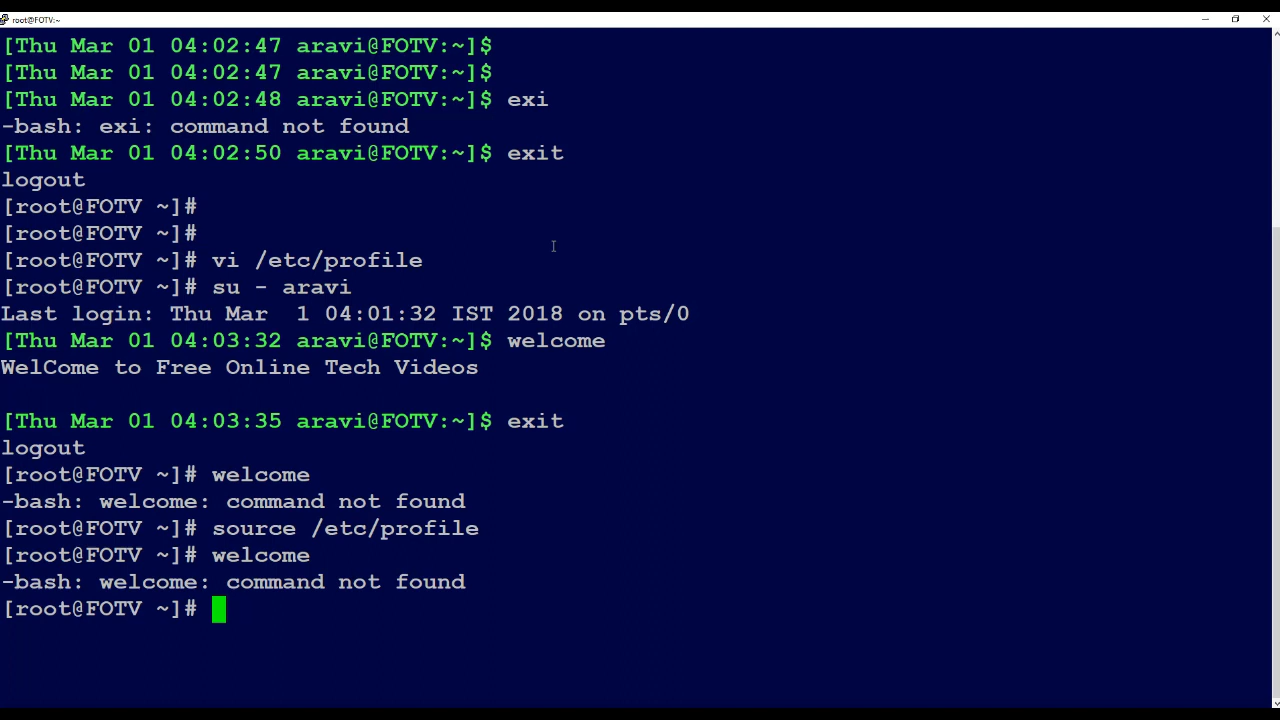 root@FOTV:~
[Thu Mar 01 04:02:47 aravi@FOTV:~]$
[Thu Mar 01 04:02:47 aravi@FOTV:~]$
[Thu Mar 01 04:02:48 aravi@FOTV:~]$ exi
-bash: exi: command not found
[Thu Mar 01 04:02:50 aravi@FOTV:~]$ exit
logout
[root@FOTV ~]#
[root@FOTV ~]#
[root@FOTV ~]# vi /etc/profile
[root@FOTV ~]# su - aravi
Last login: Thu Mar  1 04:01:32 IST 2018 on pts/0
[Thu Mar 01 04:03:32 aravi@FOTV:~]$ welcome
WelCome to Free Online Tech Videos
[Thu Mar 01 04:03:35 aravi@FOTV:~]$ exit
logout
[root@FOTV ~]# welcome
-bash: welcome: command not found
[root@FOTV ~]# source /etc/profile
[root@FOTV ~]# welcome
-bash: welcome: command not found
[root@FOTV ~]#